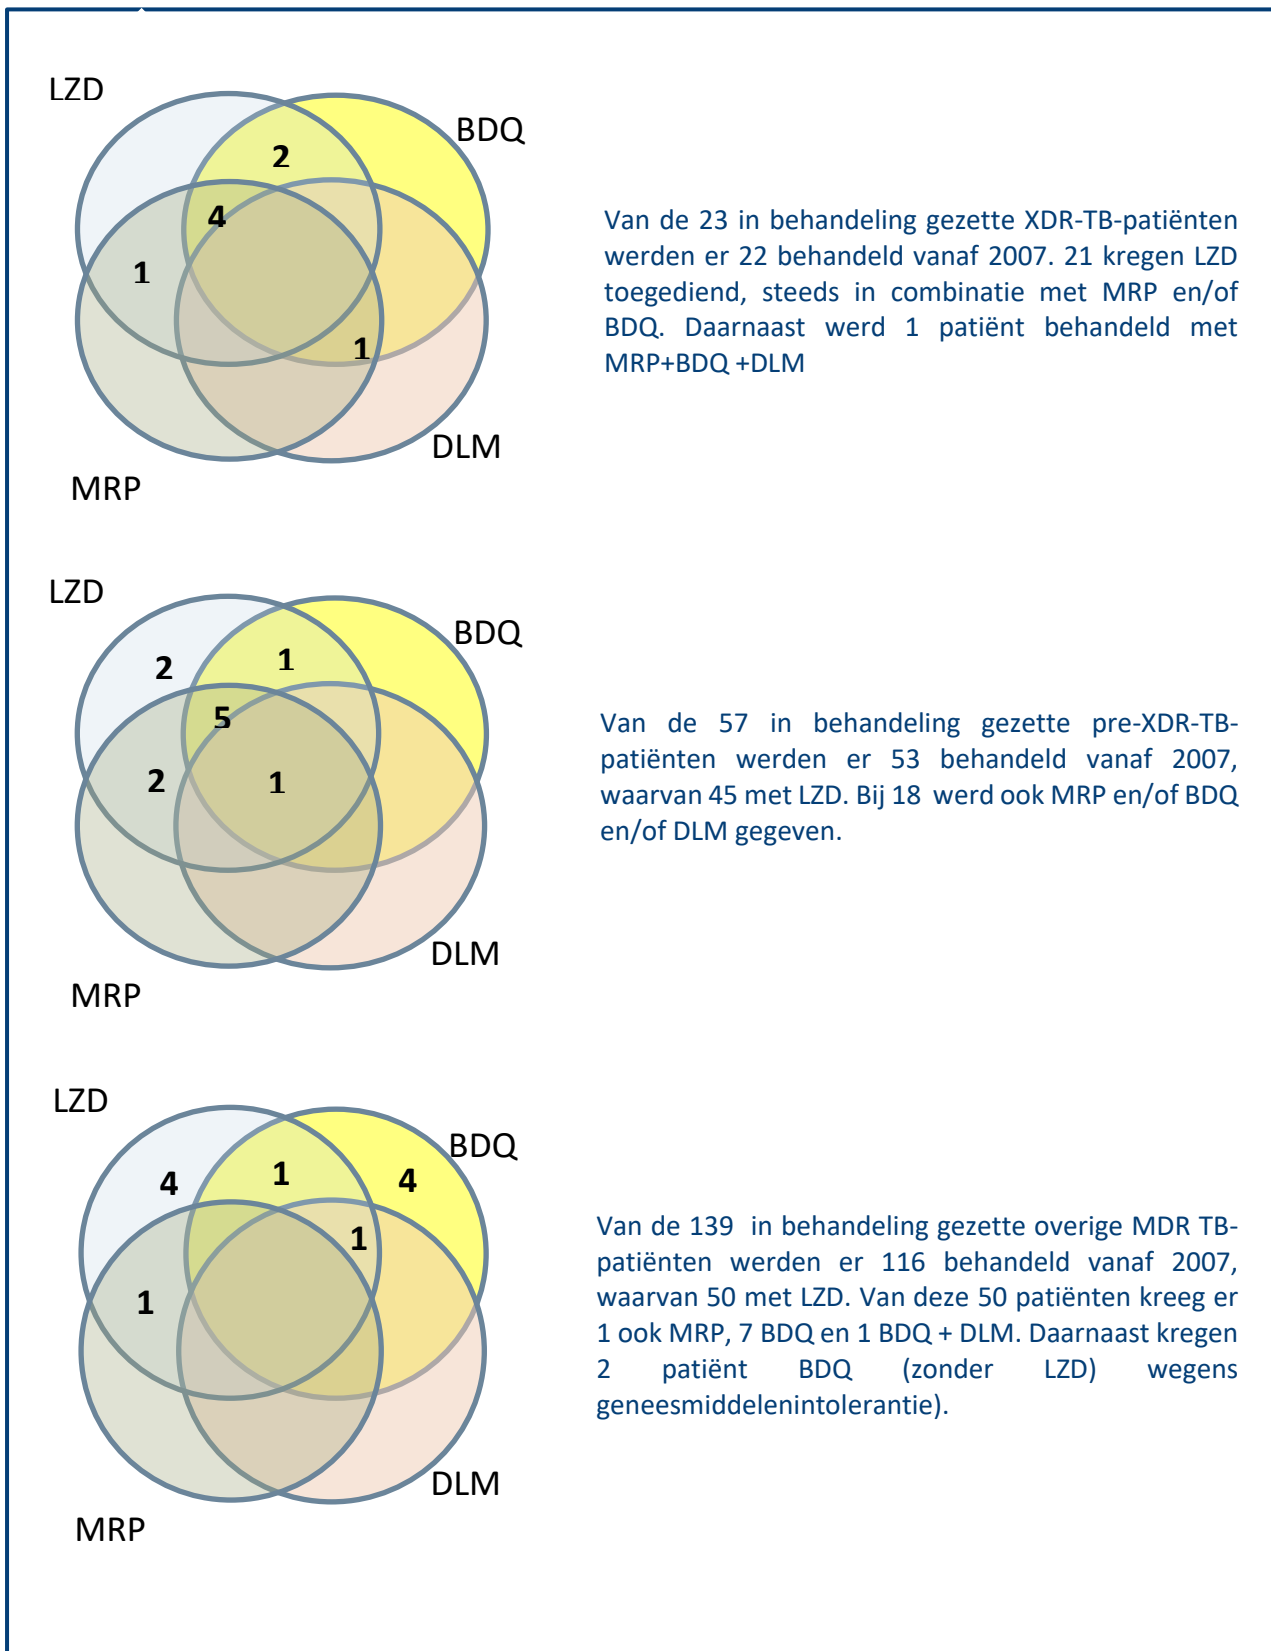 LZD
BDQ
2
4
1
1
DLM
MRP
Van de 23 in behandeling gezette XDR-TB-patiënten
werden er 22 behandeld vanaf 2007. 21 kregen LZD
toegediend, steeds in combinatie met MRP en/of
BDQ. Daarnaast werd 1 patiënt behandeld met
MRP+BDQ +DLM
LZD
BDQ
2
1
5
2
1
DLM
MRP
Van de 57 in behandeling gezette pre-XDR-TB-
patiënten werden er 53 behandeld vanaf 2007,
waarvan 45 met LZD. Bij 18 werd ook MRP en/of BDQ
en/of DLM gegeven.
LZD
BDQ
4
1
4
1
1
DLM
MRP
Van de 139 in behandeling gezette overige MDR TB-
patiënten werden er 116 behandeld vanaf 2007,
waarvan 50 met LZD. Van deze 50 patiënten kreeg er
1 ook MRP, 7 BDQ en 1 BDQ + DLM. Daarnaast kregen
2 patiënt BDQ (zonder LZD) wegens
geneesmiddelenintolerantie).